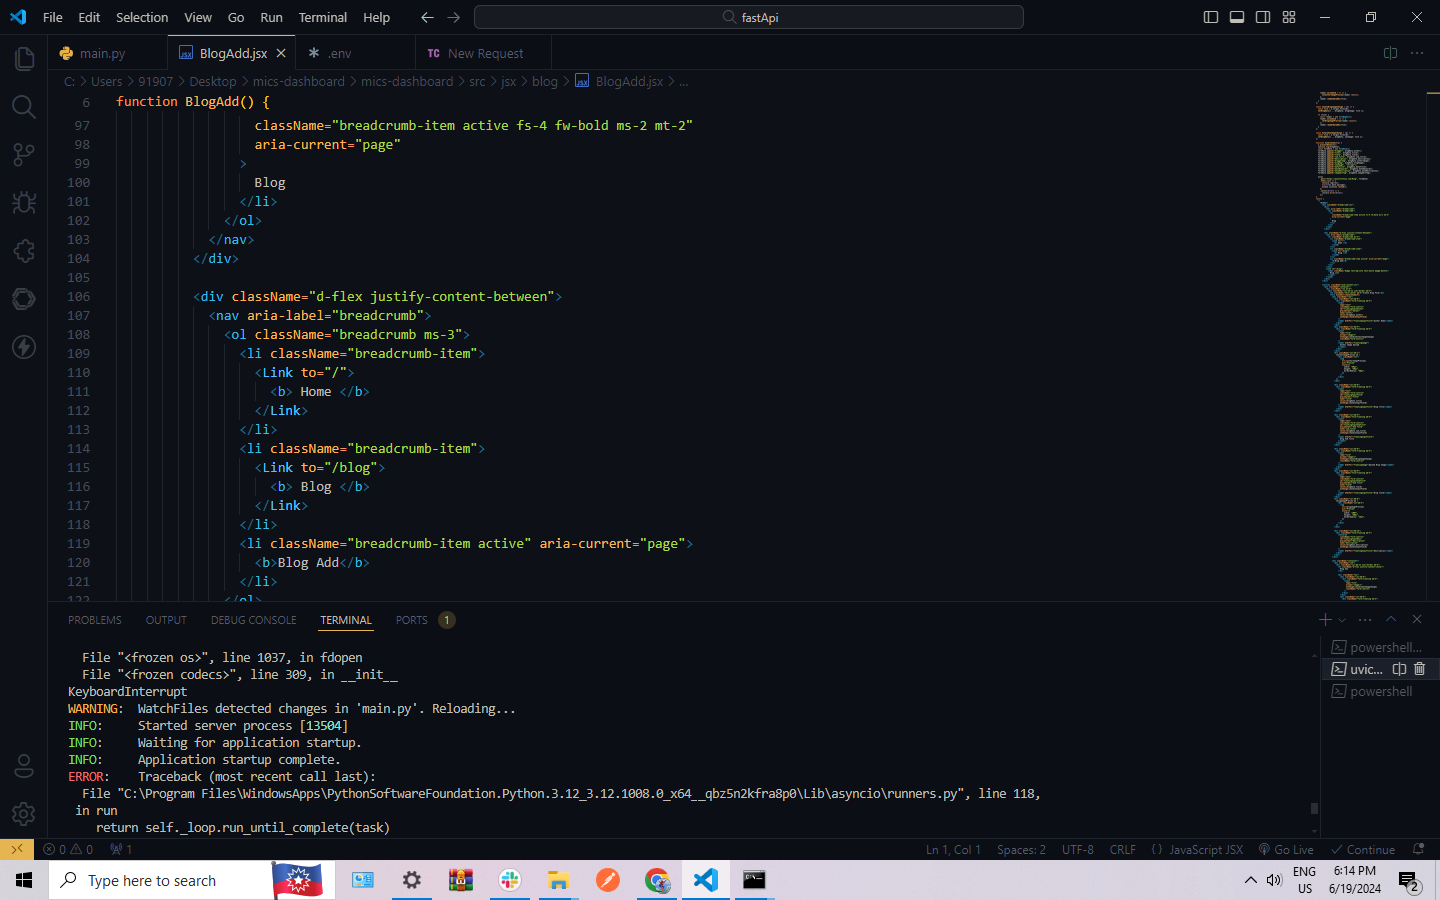 File Edit Selection View Go Run Terminal Help
fastApi
main.py BlogAdd.jsx .env TC New Request
C: > Users > 91907 > Desktop > mics-dashboard > mics-dashboard > src > jsx > blog > BlogAdd.jsx > ...
6 function BlogAdd() {
97 className="breadcrumb-item active fs-4 fw-bold ms-2 mt-2"
98 aria-current="page"
99 >
100 Blog
101 </li>
102 </ol>
103 </nav>
104 </div>
105
106 <div className="d-flex justify-content-between">
107 <nav aria-label="breadcrumb">
108 <ol className="breadcrumb ms-3">
109 <li className="breadcrumb-item">
110 <Link to="/">
111 <b> Home </b>
112 </Link>
113 </li>
114 <li className="breadcrumb-item">
115 <Link to="/blog">
116 <b> Blog </b>
117 </Link>
118 </li>
119 <li className="breadcrumb-item active" aria-current="page">
120 <b>Blog Add</b>
121 </li>
122 </ol>
PROBLEMS OUTPUT DEBUG CONSOLE TERMINAL PORTS 1
File "<frozen os>", line 1037, in fdopen
File "<frozen codecs>", line 309, in __init__
KeyboardInterrupt
WARNING: WatchFiles detected changes in 'main.py'. Reloading...
INFO: Started server process [13504]
INFO: Waiting for application startup.
INFO: Application startup complete.
ERROR: Traceback (most recent call last):
File "C:\Program Files\WindowsApps\PythonSoftwareFoundation.Python.3.12_3.12.1008.0_x64__qbz5n2kfra8p0\Lib\asyncio\runners.py", line 118,
in run
return self._loop.run_until_complete(task)
powershell...
uvic...
powershell
0 0 1
Ln 1, Col 1 Spaces: 2 UTF-8 CRLF { } JavaScript JSX Go Live Continue
Type here to search
ENG
US
6:14 PM
6/19/2024
2